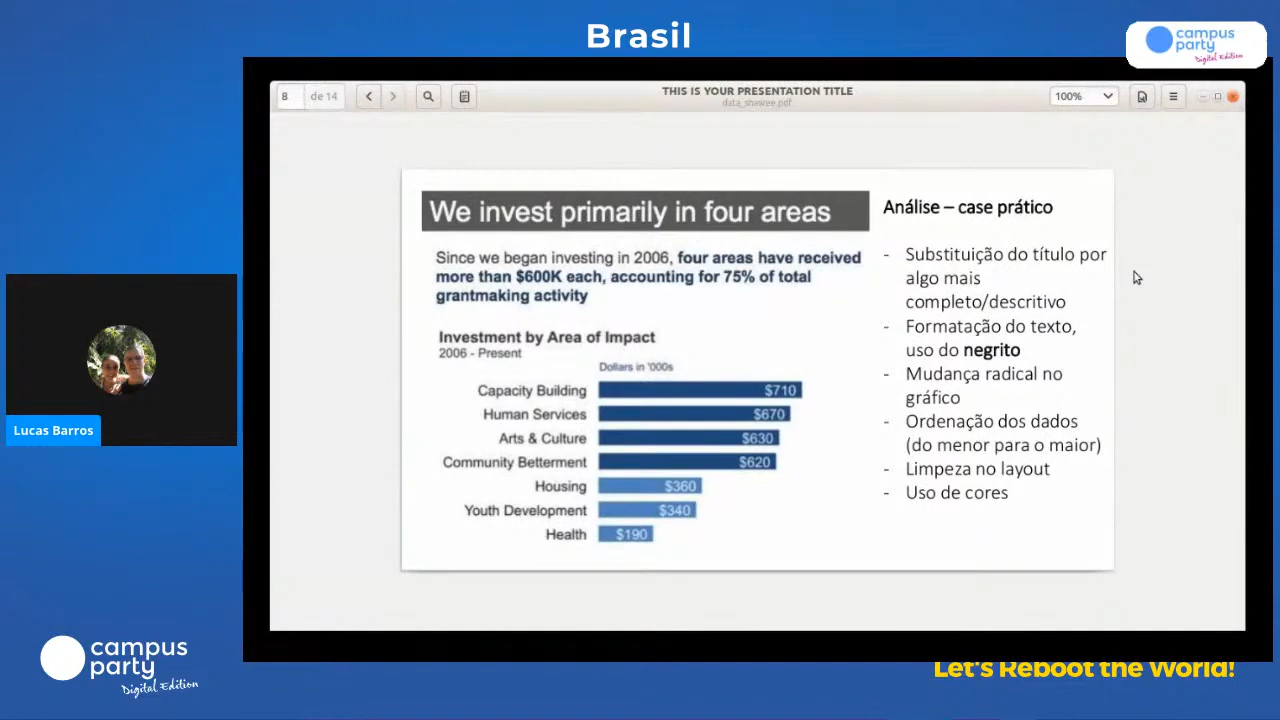 Brasil
campus
party
Digital Edition
8 de 14
THIS IS YOUR PRESENTATION TITLE
data_shawee.pdf
100%
We invest primarily in four areas
Since we began investing in 2006, four areas have received
more than $600K each, accounting for 75% of total
grantmaking activity
Investment by Area of Impact
2006 - Present
Dollars in '000s
Capacity Building $710
Human Services $670
Arts & Culture $630
Community Betterment $620
Housing $360
Youth Development $340
Health $190
Análise – case prático
- Substituição do título por
algo mais
completo/descritivo
- Formatação do texto,
uso do negrito
- Mudança radical no
gráfico
- Ordenação dos dados
(do menor para o maior)
- Limpeza no layout
- Uso de cores
Lucas Barros
campus
party
Digital Edition
Let's Reboot the World!